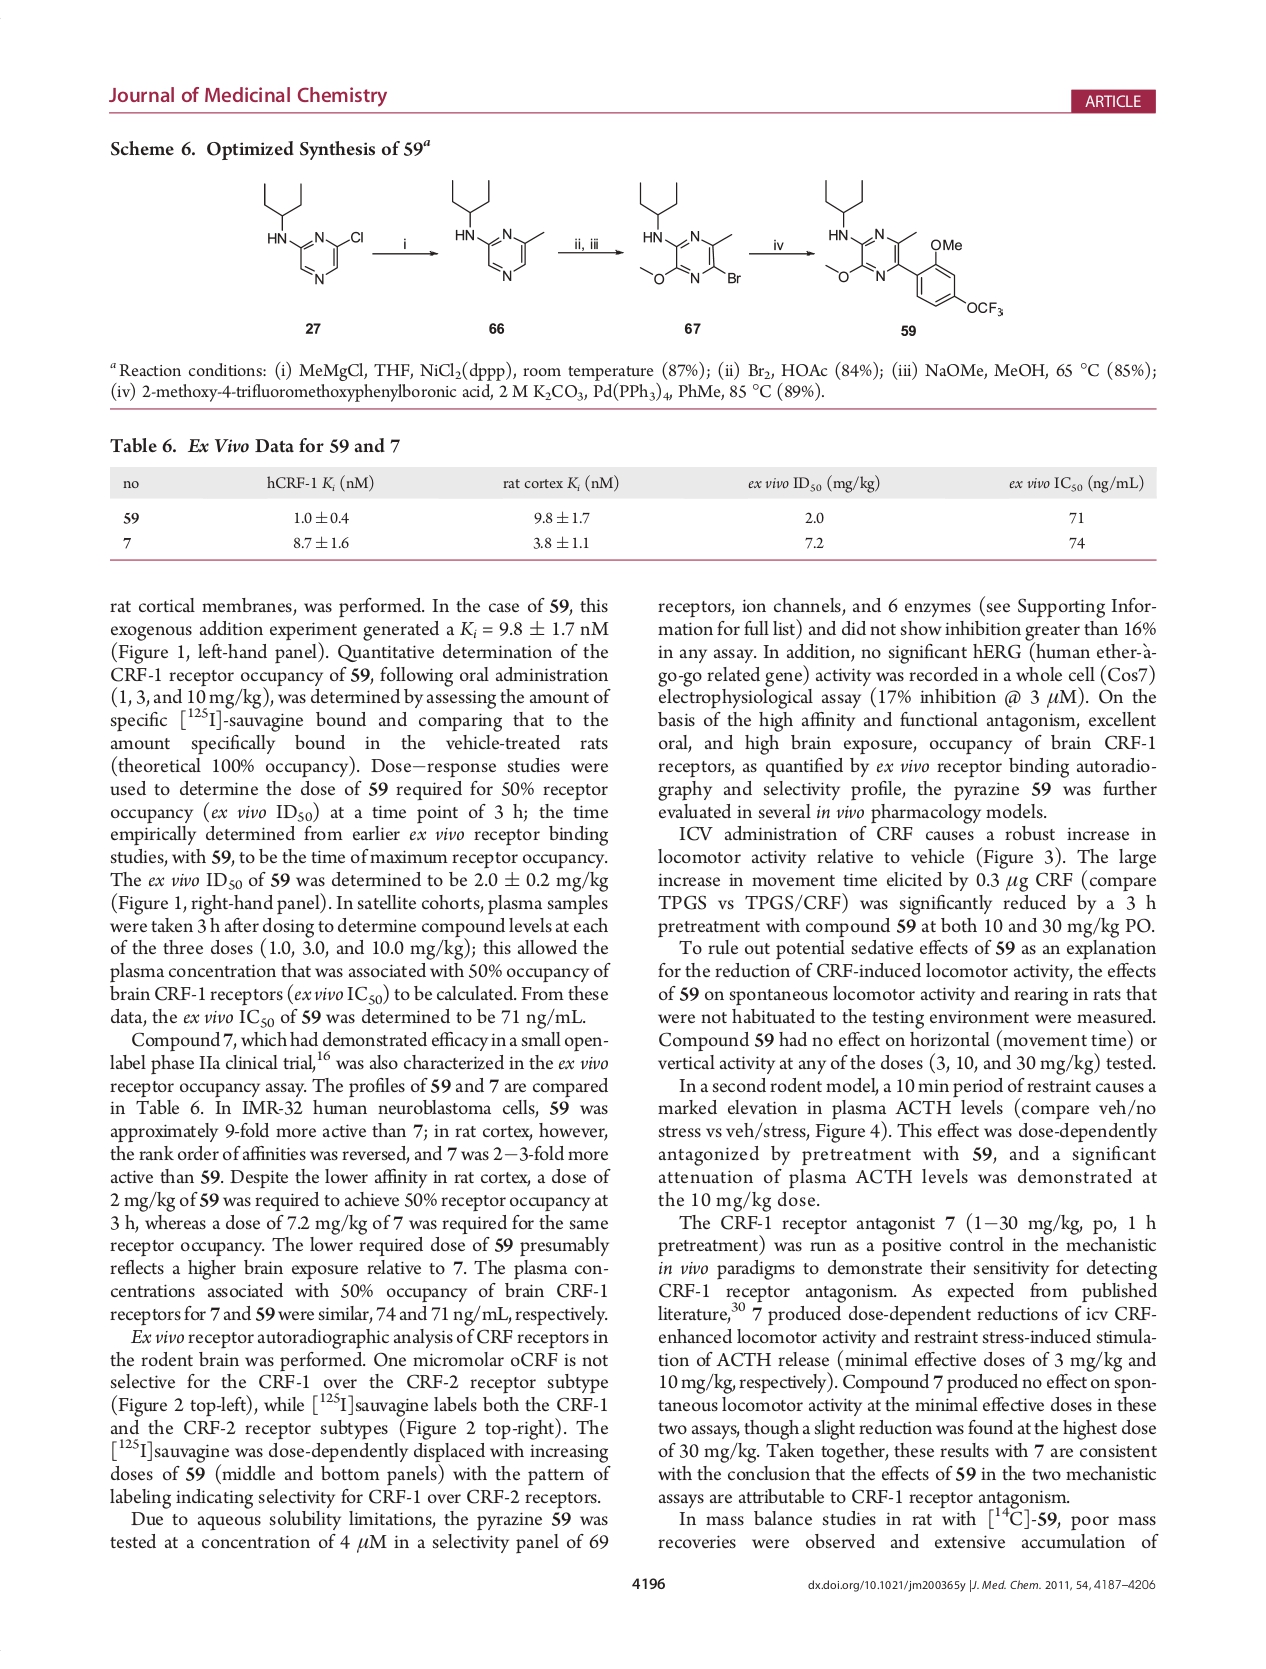 Journal of Medicinal Chemistry
ARTICLE
Scheme 6. Optimized Synthesis of 59a
HN N Cl N
i
HN N N
ii, iii
HN N O N Br
iv
HN N O N OMe OCF3
27
66
67
59
a Reaction conditions: (i) MeMgCl, THF, NiCl2(dppp), room temperature (87%); (ii) Br2, HOAc (84%); (iii) NaOMe, MeOH, 65 °C (85%);
(iv) 2-methoxy-4-trifluoromethoxyphenylboronic acid, 2 M K2CO3, Pd(PPh3)4, PhMe, 85 °C (89%).
Table 6. Ex Vivo Data for 59 and 7
no hCRF-1 Ki (nM) rat cortex Ki (nM) ex vivo ID50 (mg/kg) ex vivo IC50 (ng/mL)
59 1.0 ± 0.4 9.8 ± 1.7 2.0 71
7 8.7 ± 1.6 3.8 ± 1.1 7.2 74
rat cortical membranes, was performed. In the case of 59, this
exogenous addition experiment generated a Ki = 9.8 ± 1.7 nM
(Figure 1, left-hand panel). Quantitative determination of the
CRF-1 receptor occupancy of 59, following oral administration
(1, 3, and 10 mg/kg), was determined by assessing the amount of
specific [125I]-sauvagine bound and comparing that to the
amount specifically bound in the vehicle-treated rats
(theoretical 100% occupancy). Dose−response studies were
used to determine the dose of 59 required for 50% receptor
occupancy (ex vivo ID50) at a time point of 3 h; the time
empirically determined from earlier ex vivo receptor binding
studies, with 59, to be the time of maximum receptor occupancy.
The ex vivo ID50 of 59 was determined to be 2.0 ± 0.2 mg/kg
(Figure 1, right-hand panel). In satellite cohorts, plasma samples
were taken 3 h after dosing to determine compound levels at each
of the three doses (1.0, 3.0, and 10.0 mg/kg); this allowed the
plasma concentration that was associated with 50% occupancy of
brain CRF-1 receptors (ex vivo IC50) to be calculated. From these
data, the ex vivo IC50 of 59 was determined to be 71 ng/mL.
Compound 7, which had demonstrated efficacy in a small open-
label phase IIa clinical trial,16 was also characterized in the ex vivo
receptor occupancy assay. The profiles of 59 and 7 are compared
in Table 6. In IMR-32 human neuroblastoma cells, 59 was
approximately 9-fold more active than 7; in rat cortex, however,
the rank order of affinities was reversed, and 7 was 2−3-fold more
active than 59. Despite the lower affinity in rat cortex, a dose of
2 mg/kg of 59 was required to achieve 50% receptor occupancy at
3 h, whereas a dose of 7.2 mg/kg of 7 was required for the same
receptor occupancy. The lower required dose of 59 presumably
reflects a higher brain exposure relative to 7. The plasma con-
centrations associated with 50% occupancy of brain CRF-1
receptors for 7 and 59 were similar, 74 and 71 ng/mL, respectively.
Ex vivo receptor autoradiographic analysis of CRF receptors in
the rodent brain was performed. One micromolar oCRF is not
selective for the CRF-1 over the CRF-2 receptor subtype
(Figure 2 top-left), while [125I]sauvagine labels both the CRF-1
and the CRF-2 receptor subtypes (Figure 2 top-right). The
[125I]sauvagine was dose-dependently displaced with increasing
doses of 59 (middle and bottom panels) with the pattern of
labeling indicating selectivity for CRF-1 over CRF-2 receptors.
Due to aqueous solubility limitations, the pyrazine 59 was
tested at a concentration of 4 μM in a selectivity panel of 69
receptors, ion channels, and 6 enzymes (see Supporting Infor-
mation for full list) and did not show inhibition greater than 16%
in any assay. In addition, no significant hERG (human ether-à-
go-go related gene) activity was recorded in a whole cell (Cos7)
electrophysiological assay (17% inhibition @ 3 μM). On the
basis of the high affinity and functional antagonism, excellent
oral, and high brain exposure, occupancy of brain CRF-1
receptors, as quantified by ex vivo receptor binding autoradio-
graphy and selectivity profile, the pyrazine 59 was further
evaluated in several in vivo pharmacology models.
ICV administration of CRF causes a robust increase in
locomotor activity relative to vehicle (Figure 3). The large
increase in movement time elicited by 0.3 μg CRF (compare
TPGS vs TPGS/CRF) was significantly reduced by a 3 h
pretreatment with compound 59 at both 10 and 30 mg/kg PO.
To rule out potential sedative effects of 59 as an explanation
for the reduction of CRF-induced locomotor activity, the effects
of 59 on spontaneous locomotor activity and rearing in rats that
were not habituated to the testing environment were measured.
Compound 59 had no effect on horizontal (movement time) or
vertical activity at any of the doses (3, 10, and 30 mg/kg) tested.
In a second rodent model, a 10 min period of restraint causes a
marked elevation in plasma ACTH levels (compare veh/no
stress vs veh/stress, Figure 4). This effect was dose-dependently
antagonized by pretreatment with 59, and a significant
attenuation of plasma ACTH levels was demonstrated at
the 10 mg/kg dose.
The CRF-1 receptor antagonist 7 (1−30 mg/kg, po, 1 h
pretreatment) was run as a positive control in the mechanistic
in vivo paradigms to demonstrate their sensitivity for detecting
CRF-1 receptor antagonism. As expected from published
literature,30 7 produced dose-dependent reductions of icv CRF-
enhanced locomotor activity and restraint stress-induced stimula-
tion of ACTH release (minimal effective doses of 3 mg/kg and
10 mg/kg, respectively). Compound 7 produced no effect on spon-
taneous locomotor activity at the minimal effective doses in these
two assays, though a slight reduction was found at the highest dose
of 30 mg/kg. Taken together, these results with 7 are consistent
with the conclusion that the effects of 59 in the two mechanistic
assays are attributable to CRF-1 receptor antagonism.
In mass balance studies in rat with [14C]-59, poor mass
recoveries were observed and extensive accumulation of
4196
dx.doi.org/10.1021/jm200365y |J. Med. Chem. 2011, 54, 4187–4206